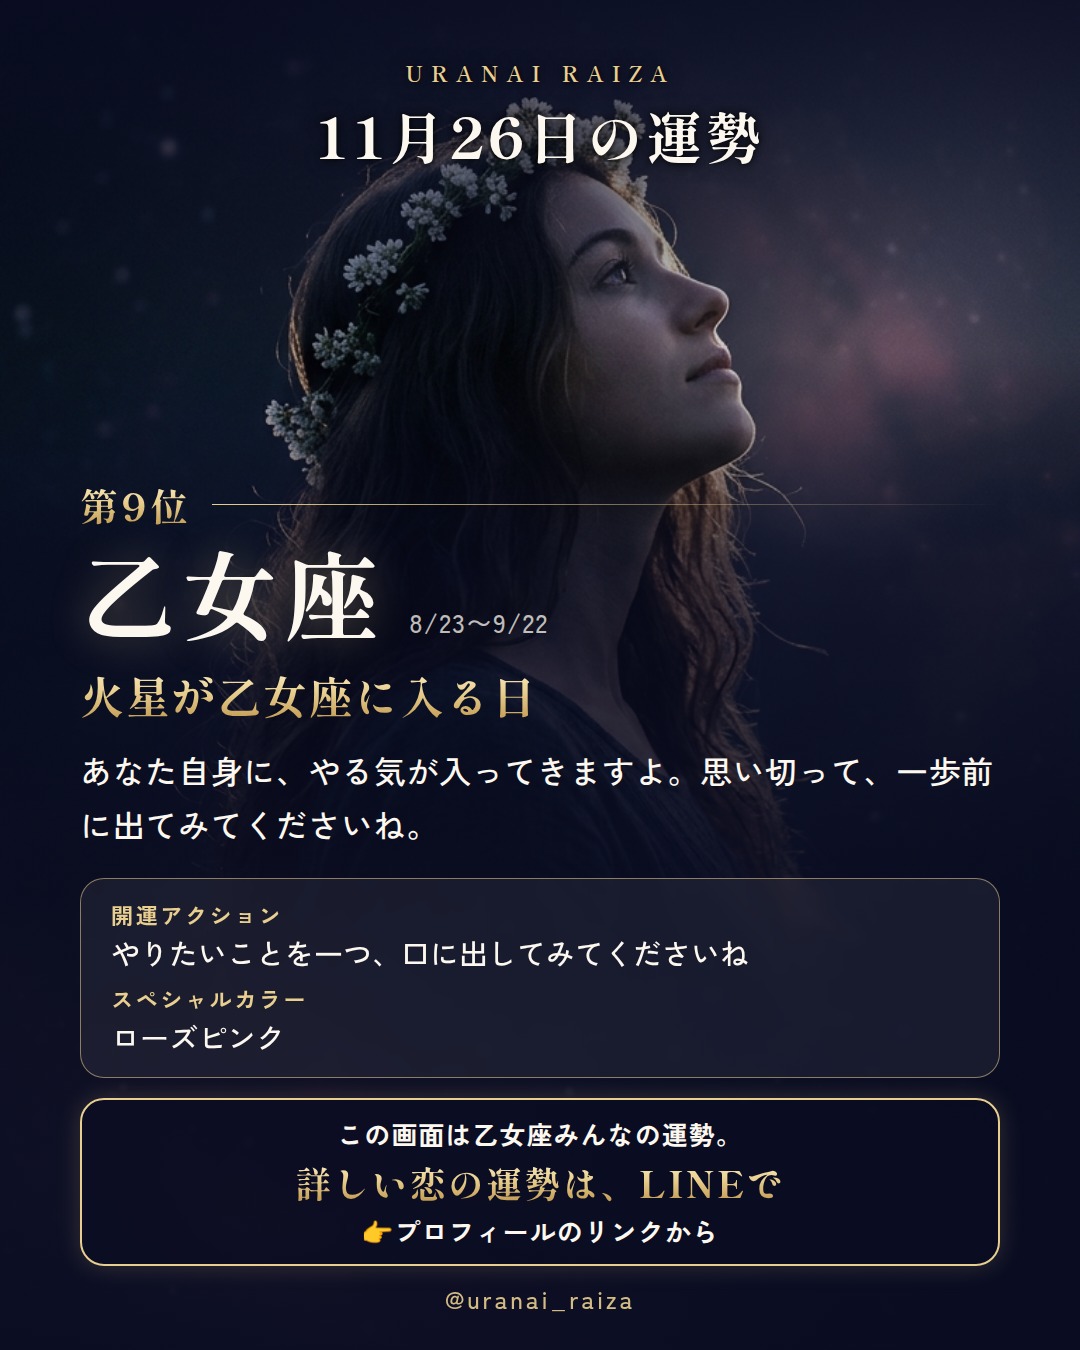 URANAI RAIZA
11月26日の運勢
第9位
乙女座 8/23〜9/22
火星が乙女座に入る日
あなた自身に、やる気が入ってきますよ。思い切って、一歩前
に出てみてくださいね。
開運アクション
やりたいことを一つ、口に出してみてくださいね
スペシャルカラー
ローズピンク
この画面は乙女座みんなの運勢。
詳しい恋の運勢は、LINEで
👉プロフィールのリンクから
@uranai_raiza